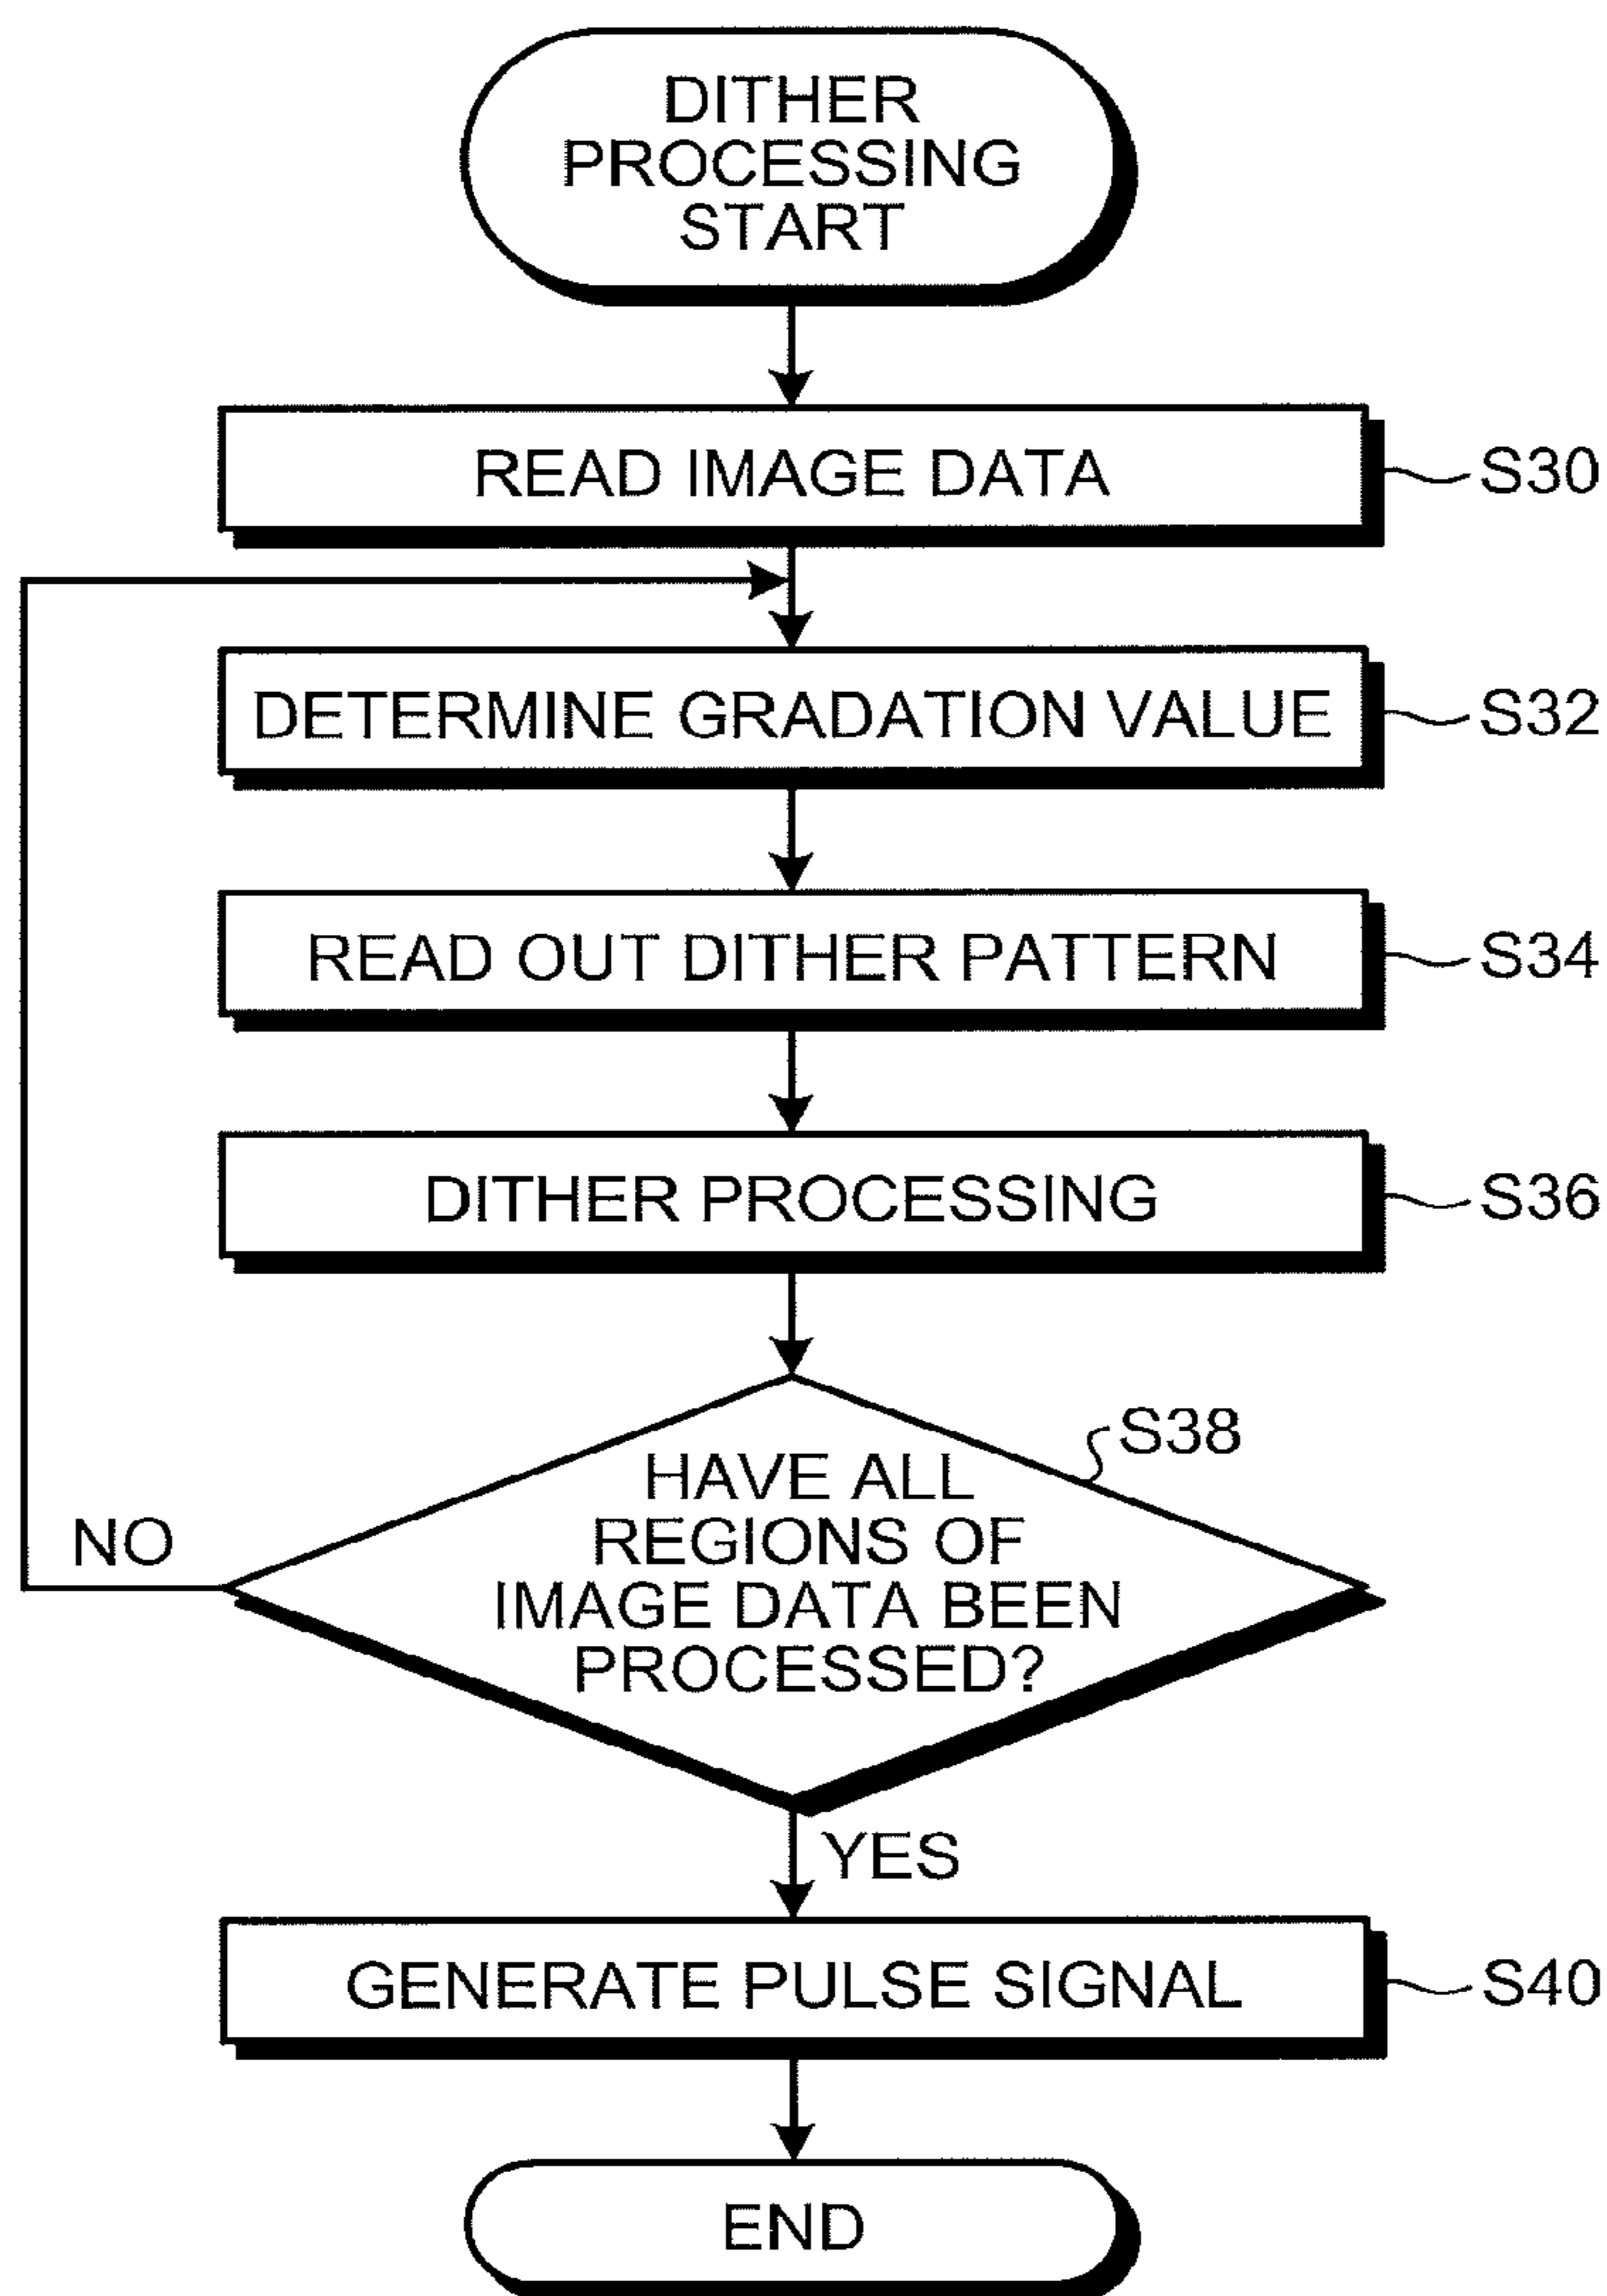 DITHER
PROCESSING
START
READ IMAGE DATA
S30
DETERMINE GRADATION VALUE
S32
READ OUT DITHER PATTERN
S34
DITHER PROCESSING
S36
S38
HAVE ALL
REGIONS OF
IMAGE DATA BEEN
PROCESSED?
NO
YES
GENERATE PULSE SIGNAL
S40
END